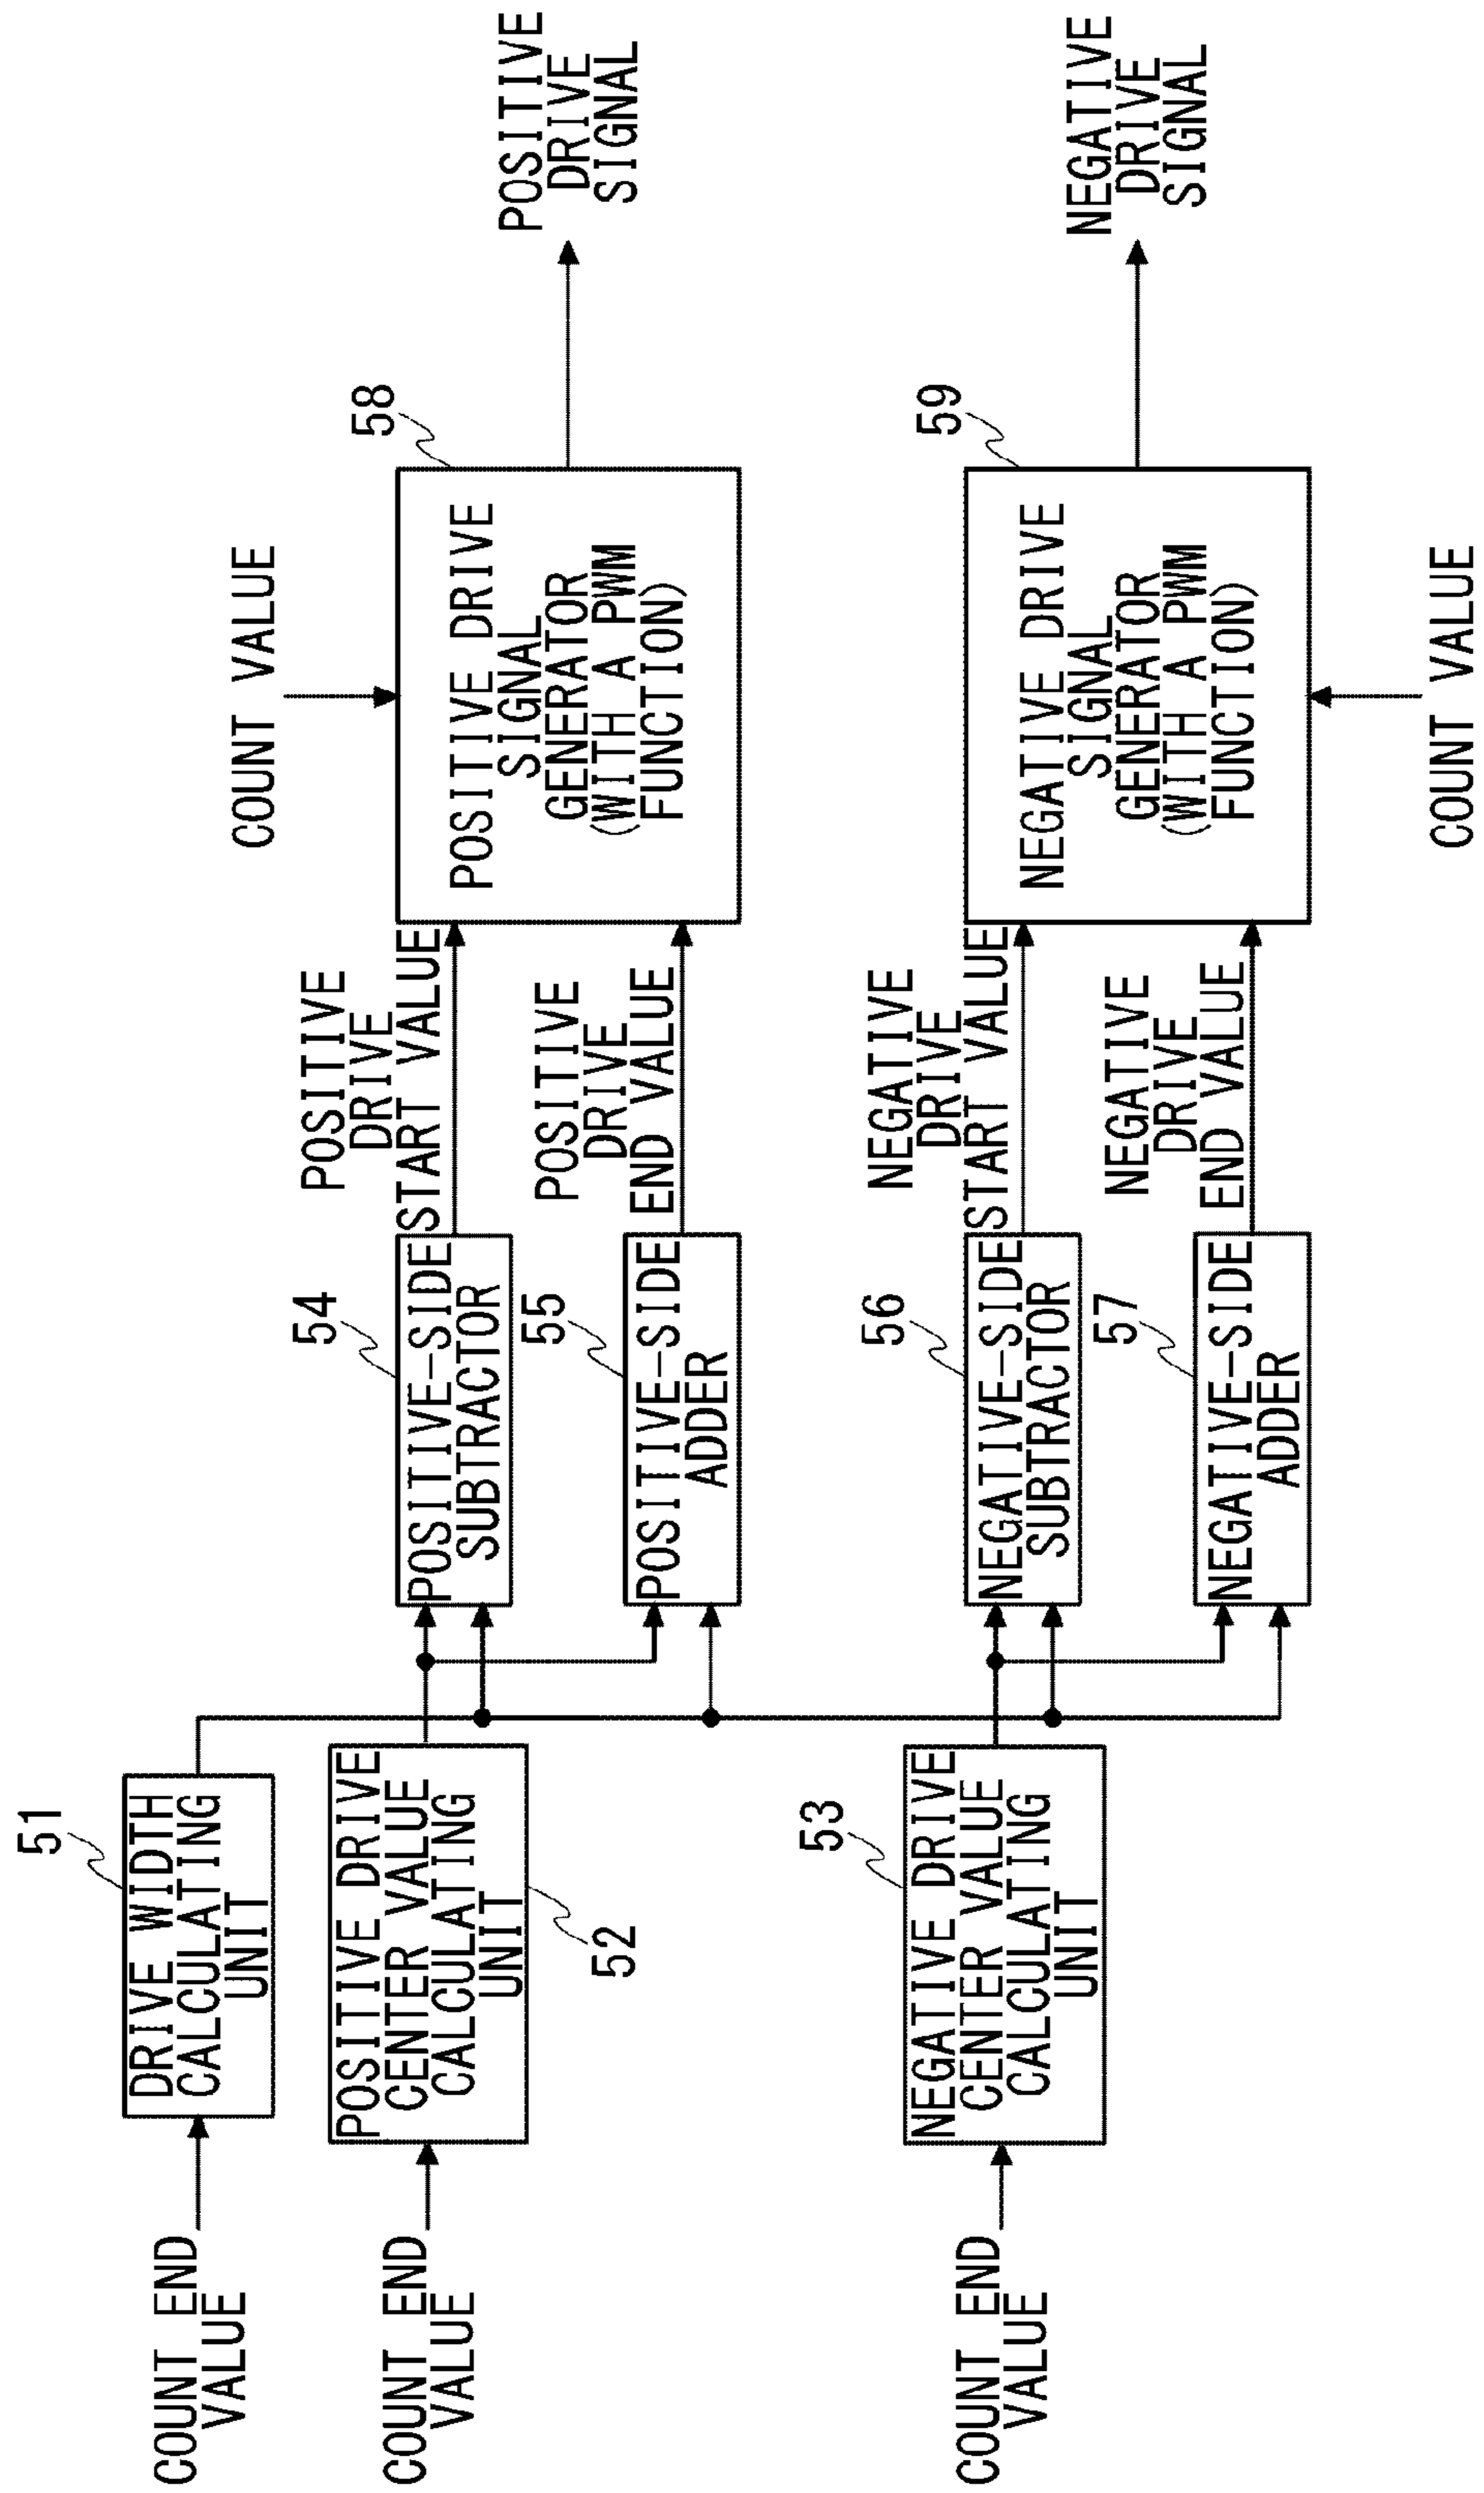 COUNT END
VALUE
51
DRIVE WIDTH
CALCULATING
UNIT
COUNT END
VALUE
POSITIVE DRIVE
CENTER VALUE
CALCULATING
UNIT
52
COUNT END
VALUE
53
NEGATIVE DRIVE
CENTER VALUE
CALCULATING
UNIT
54
POSITIVE-SIDE
SUBTRACTOR
55
POSITIVE-SIDE
ADDER
56
NEGATIVE-SIDE
SUBTRACTOR
57
NEGATIVE-SIDE
ADDER
POSITIVE
DRIVE
START VALUE
POSITIVE
DRIVE
END VALUE
NEGATIVE
DRIVE
START VALUE
NEGATIVE
DRIVE
END VALUE
COUNT VALUE
58
POSITIVE DRIVE
SIGNAL
GENERATOR
(WITH A PWM
FUNCTION)
59
NEGATIVE DRIVE
SIGNAL
GENERATOR
(WITH A PWM
FUNCTION)
COUNT VALUE
POSITIVE
DRIVE
SIGNAL
NEGATIVE
DRIVE
SIGNAL